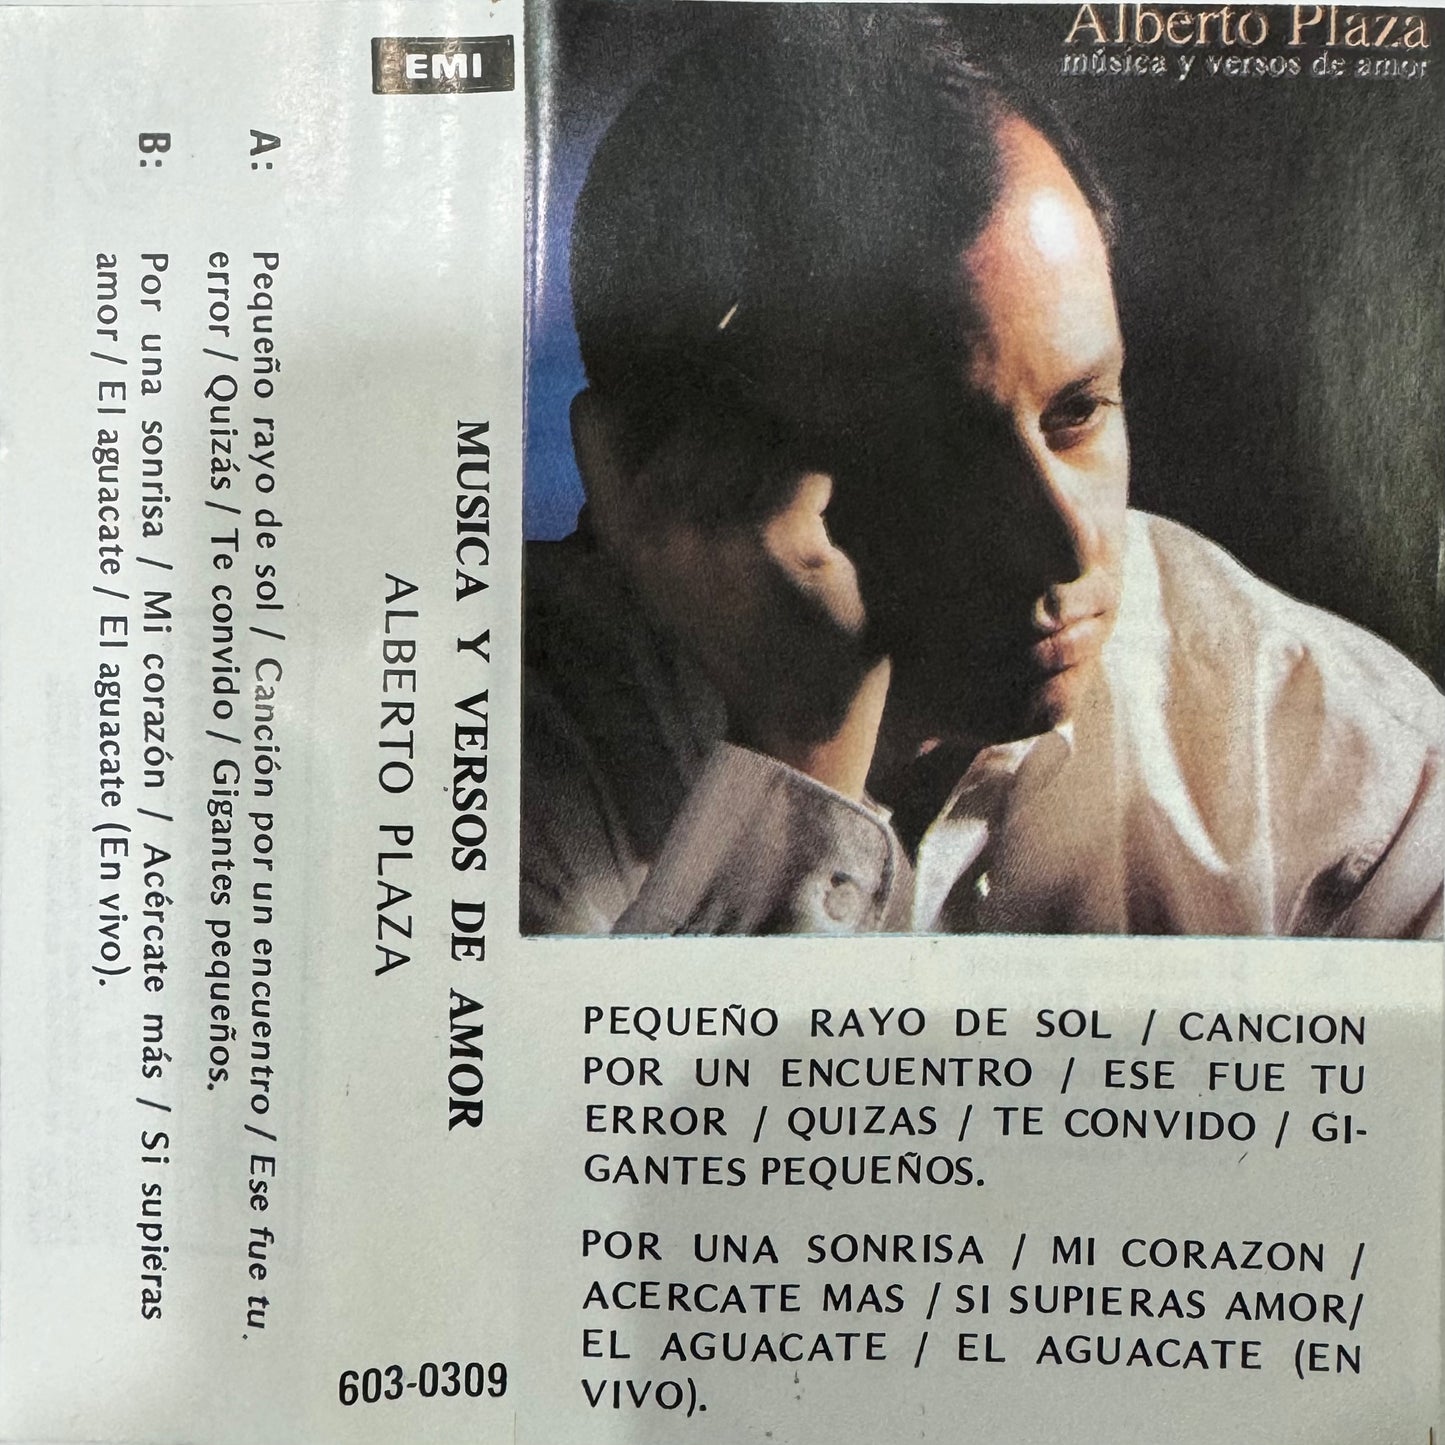 EMI
A:
Pequeño rayo de sol / Canción por un encuentro / Ese fue tu
error / Quizás / Te convido / Gigantes pequeños.
B:
Por una sonrisa / Mi corazón / Acércate más / Si supieras
amor / El aguacate / El aguacate (En vivo).
MUSICA Y VERSOS DE AMOR
ALBERTO PLAZA
603-0309
Alberto Plaza
música y versos de amor
PEQUEÑO RAYO DE SOL / CANCION
POR UN ENCUENTRO / ESE FUE TU
ERROR / QUIZAS / TE CONVIDO / GI-
GANTES PEQUEÑOS.
POR UNA SONRISA / MI CORAZON /
ACERCATE MAS / SI SUPIERAS AMOR/
EL AGUACATE / EL AGUACATE (EN
VIVO).